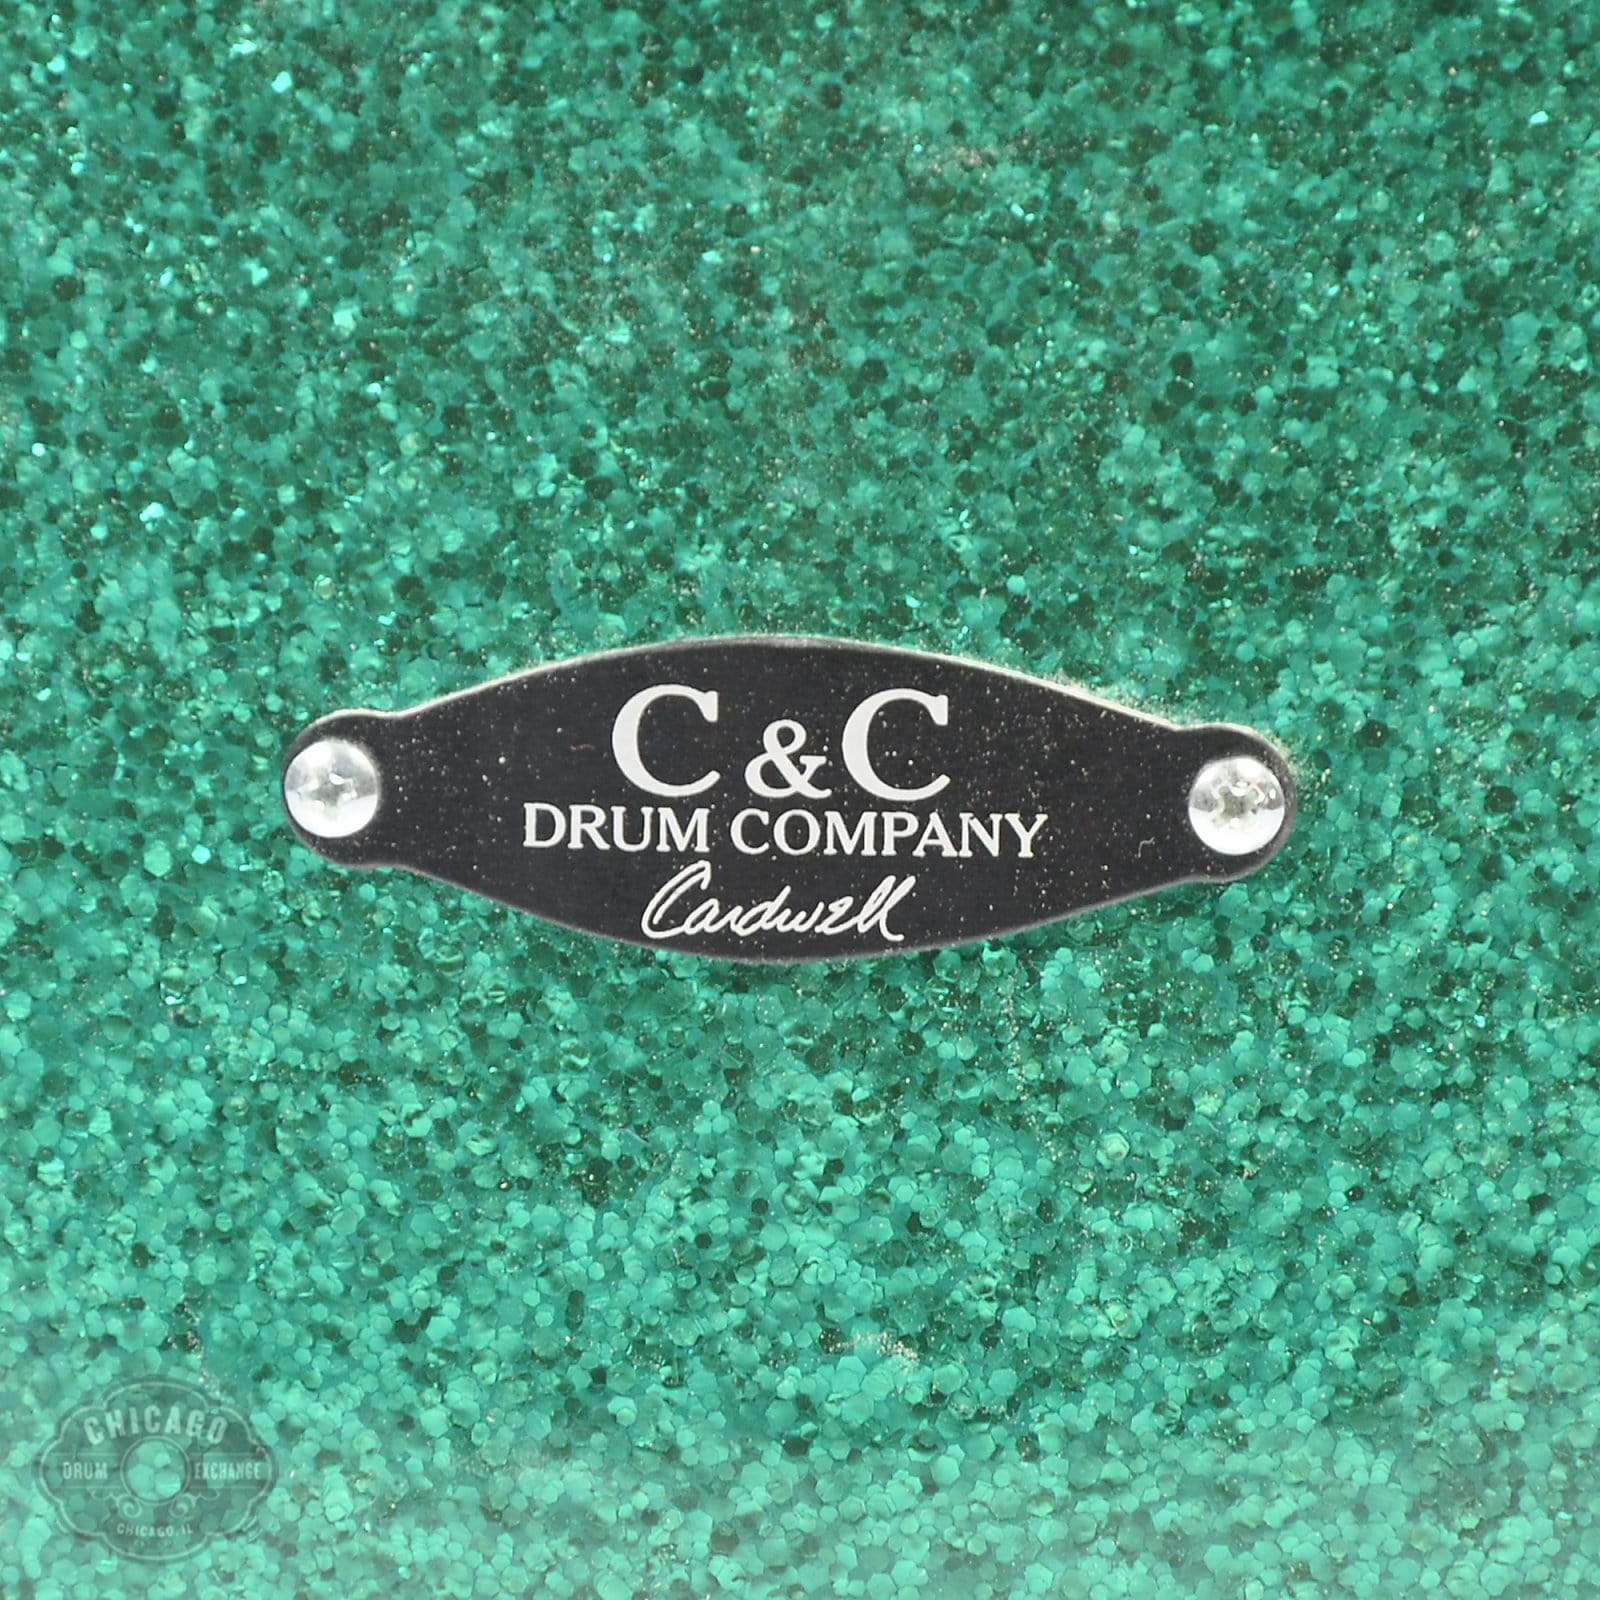 C & C
DRUM COMPANY
Cardwell
CHICAGO
DRUM EXCHANGE
CHICAGO, IL